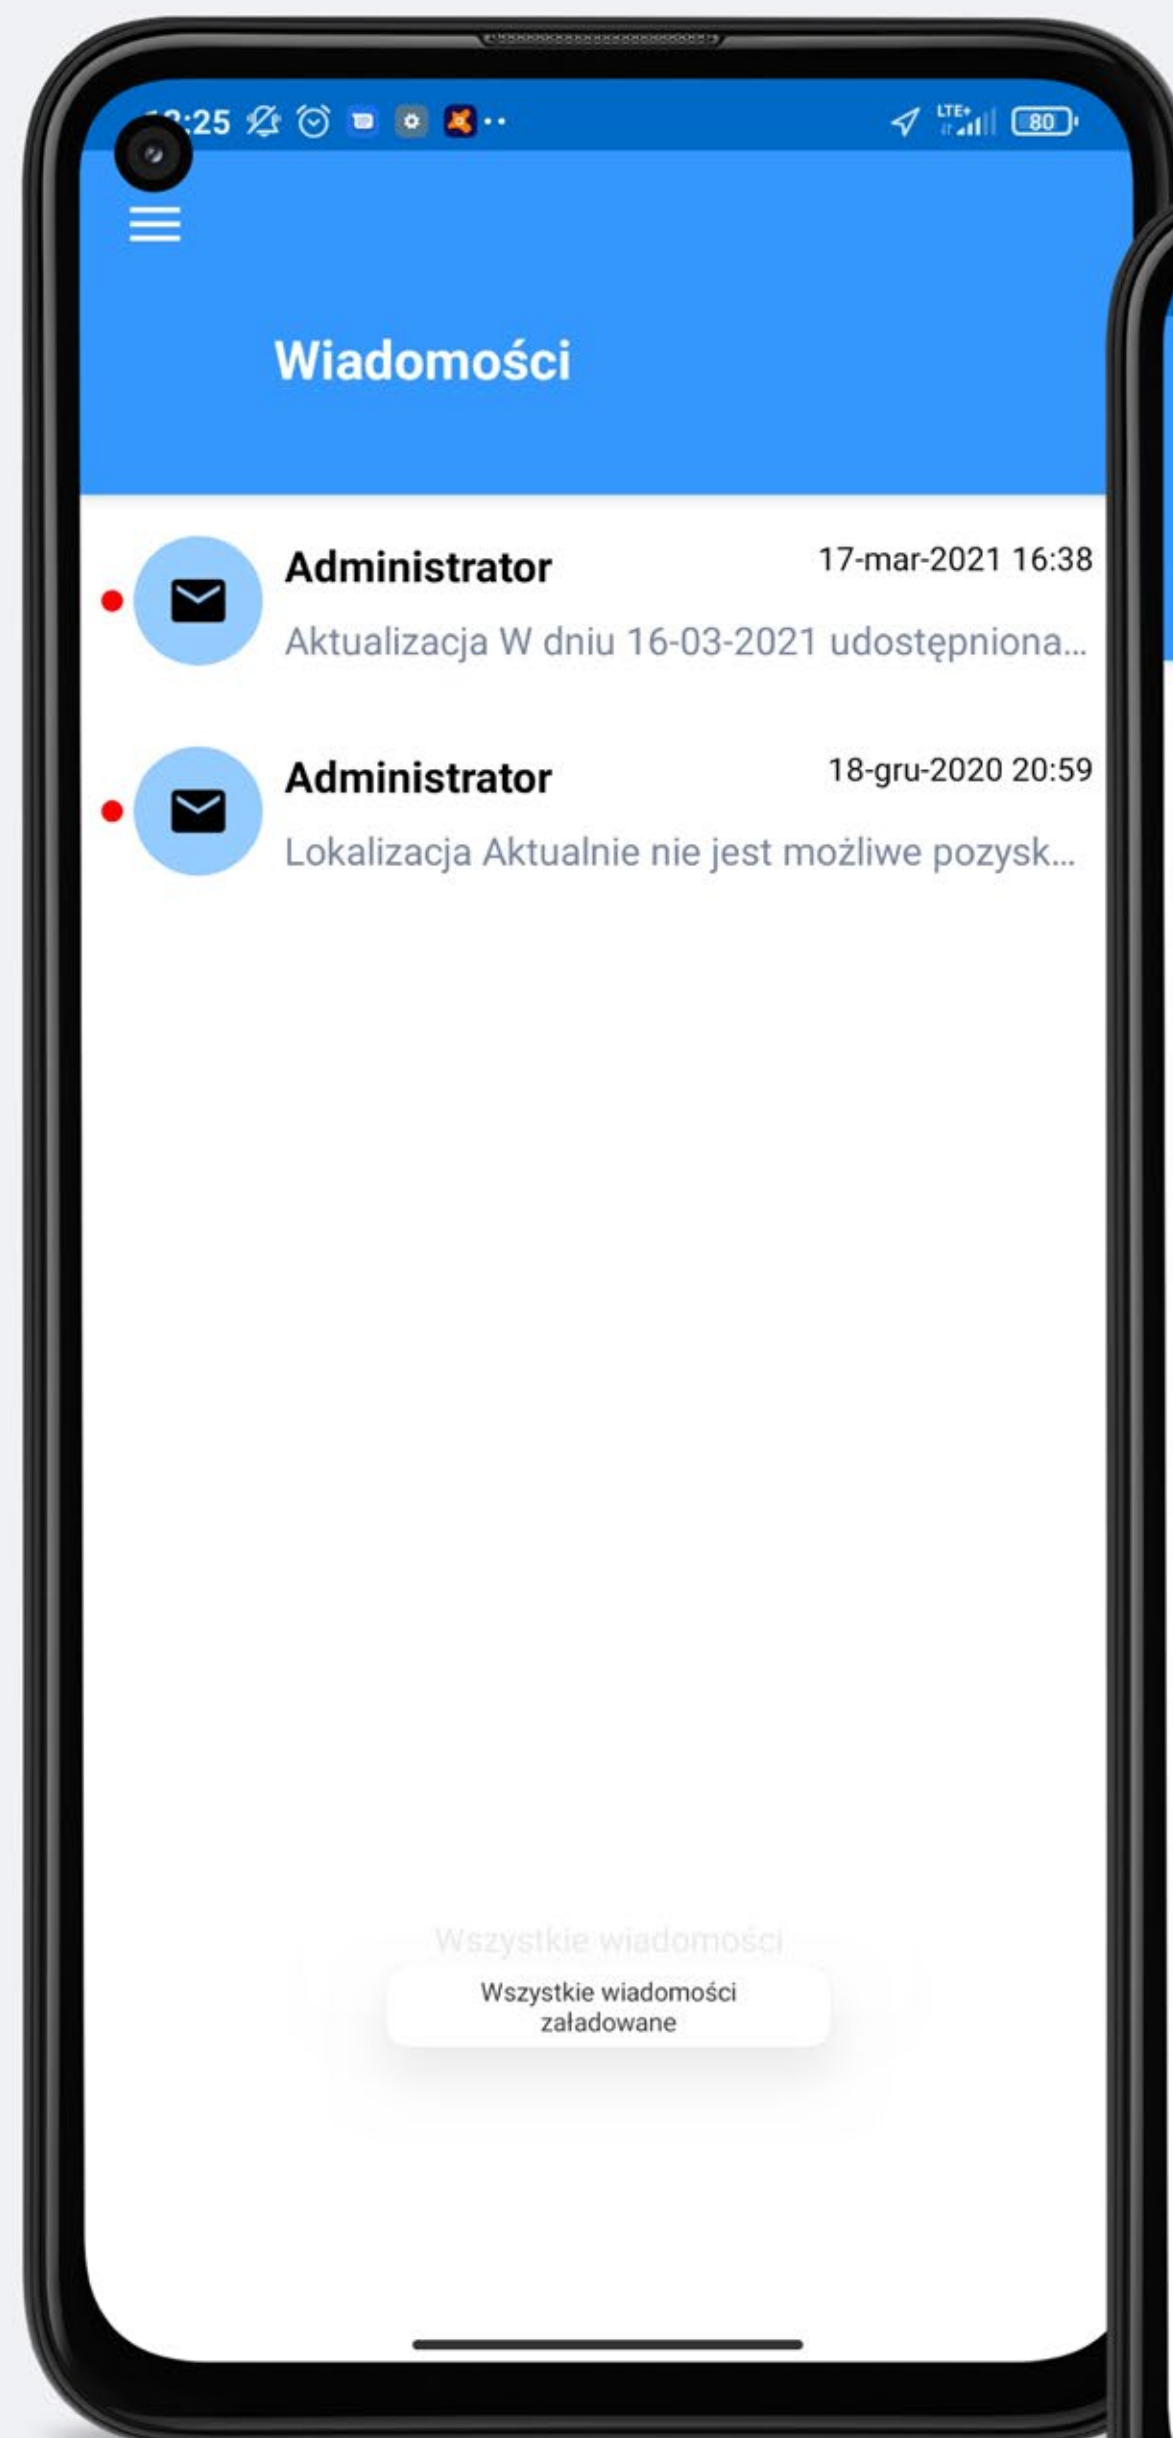 :25
LTE+
80
Wiadomości
Administrator
17-mar-2021 16:38
Aktualizacja W dniu 16-03-2021 udostępniona...
Administrator
18-gru-2020 20:59
Lokalizacja Aktualnie nie jest możliwe pozysk...
Wszystkie wiadomości
Wszystkie wiadomości
załadowane